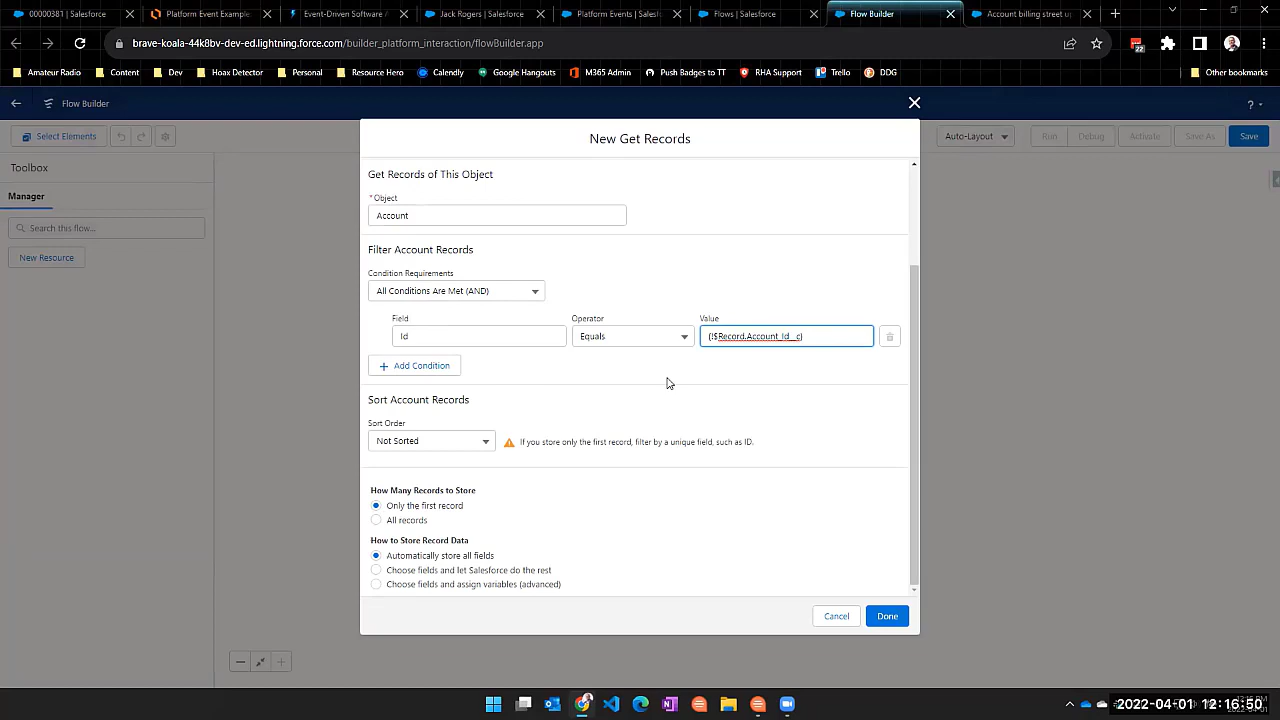 00000381 | Salesforce
Platform Event Example
Event-Driven Software A
Jack Rogers | Salesforce
Platform Events | Salesf
Flows | Salesforce
Flow Builder
Account billing street up
brave-koala-44k8bv-dev-ed.lightning.force.com/builder_platform_interaction/flowBuilder.app
22
Amateur Radio
Content
Dev
Hoax Detector
Personal
Resource Hero
Calendly
Google Hangouts
M365 Admin
Push Badges to TT
RHA Support
Trello
DDG
Other bookmarks
Flow Builder
?
Select Elements
Auto-Layout
Run
Debug
Activate
Save As
Save
New Get Records
Toolbox
Manager
Search this flow...
New Resource
Get Records of This Object
* Object
Account
Filter Account Records
Condition Requirements
All Conditions Are Met (AND)
Field
Operator
Value
Id
Equals
{!$Record.Account_Id__c}
+ Add Condition
Sort Account Records
Sort Order
Not Sorted
If you store only the first record, filter by a unique field, such as ID.
How Many Records to Store
Only the first record
All records
How to Store Record Data
Automatically store all fields
Choose fields and let Salesforce do the rest
Choose fields and assign variables (advanced)
Cancel
Done
2022-04-01 12:16:50